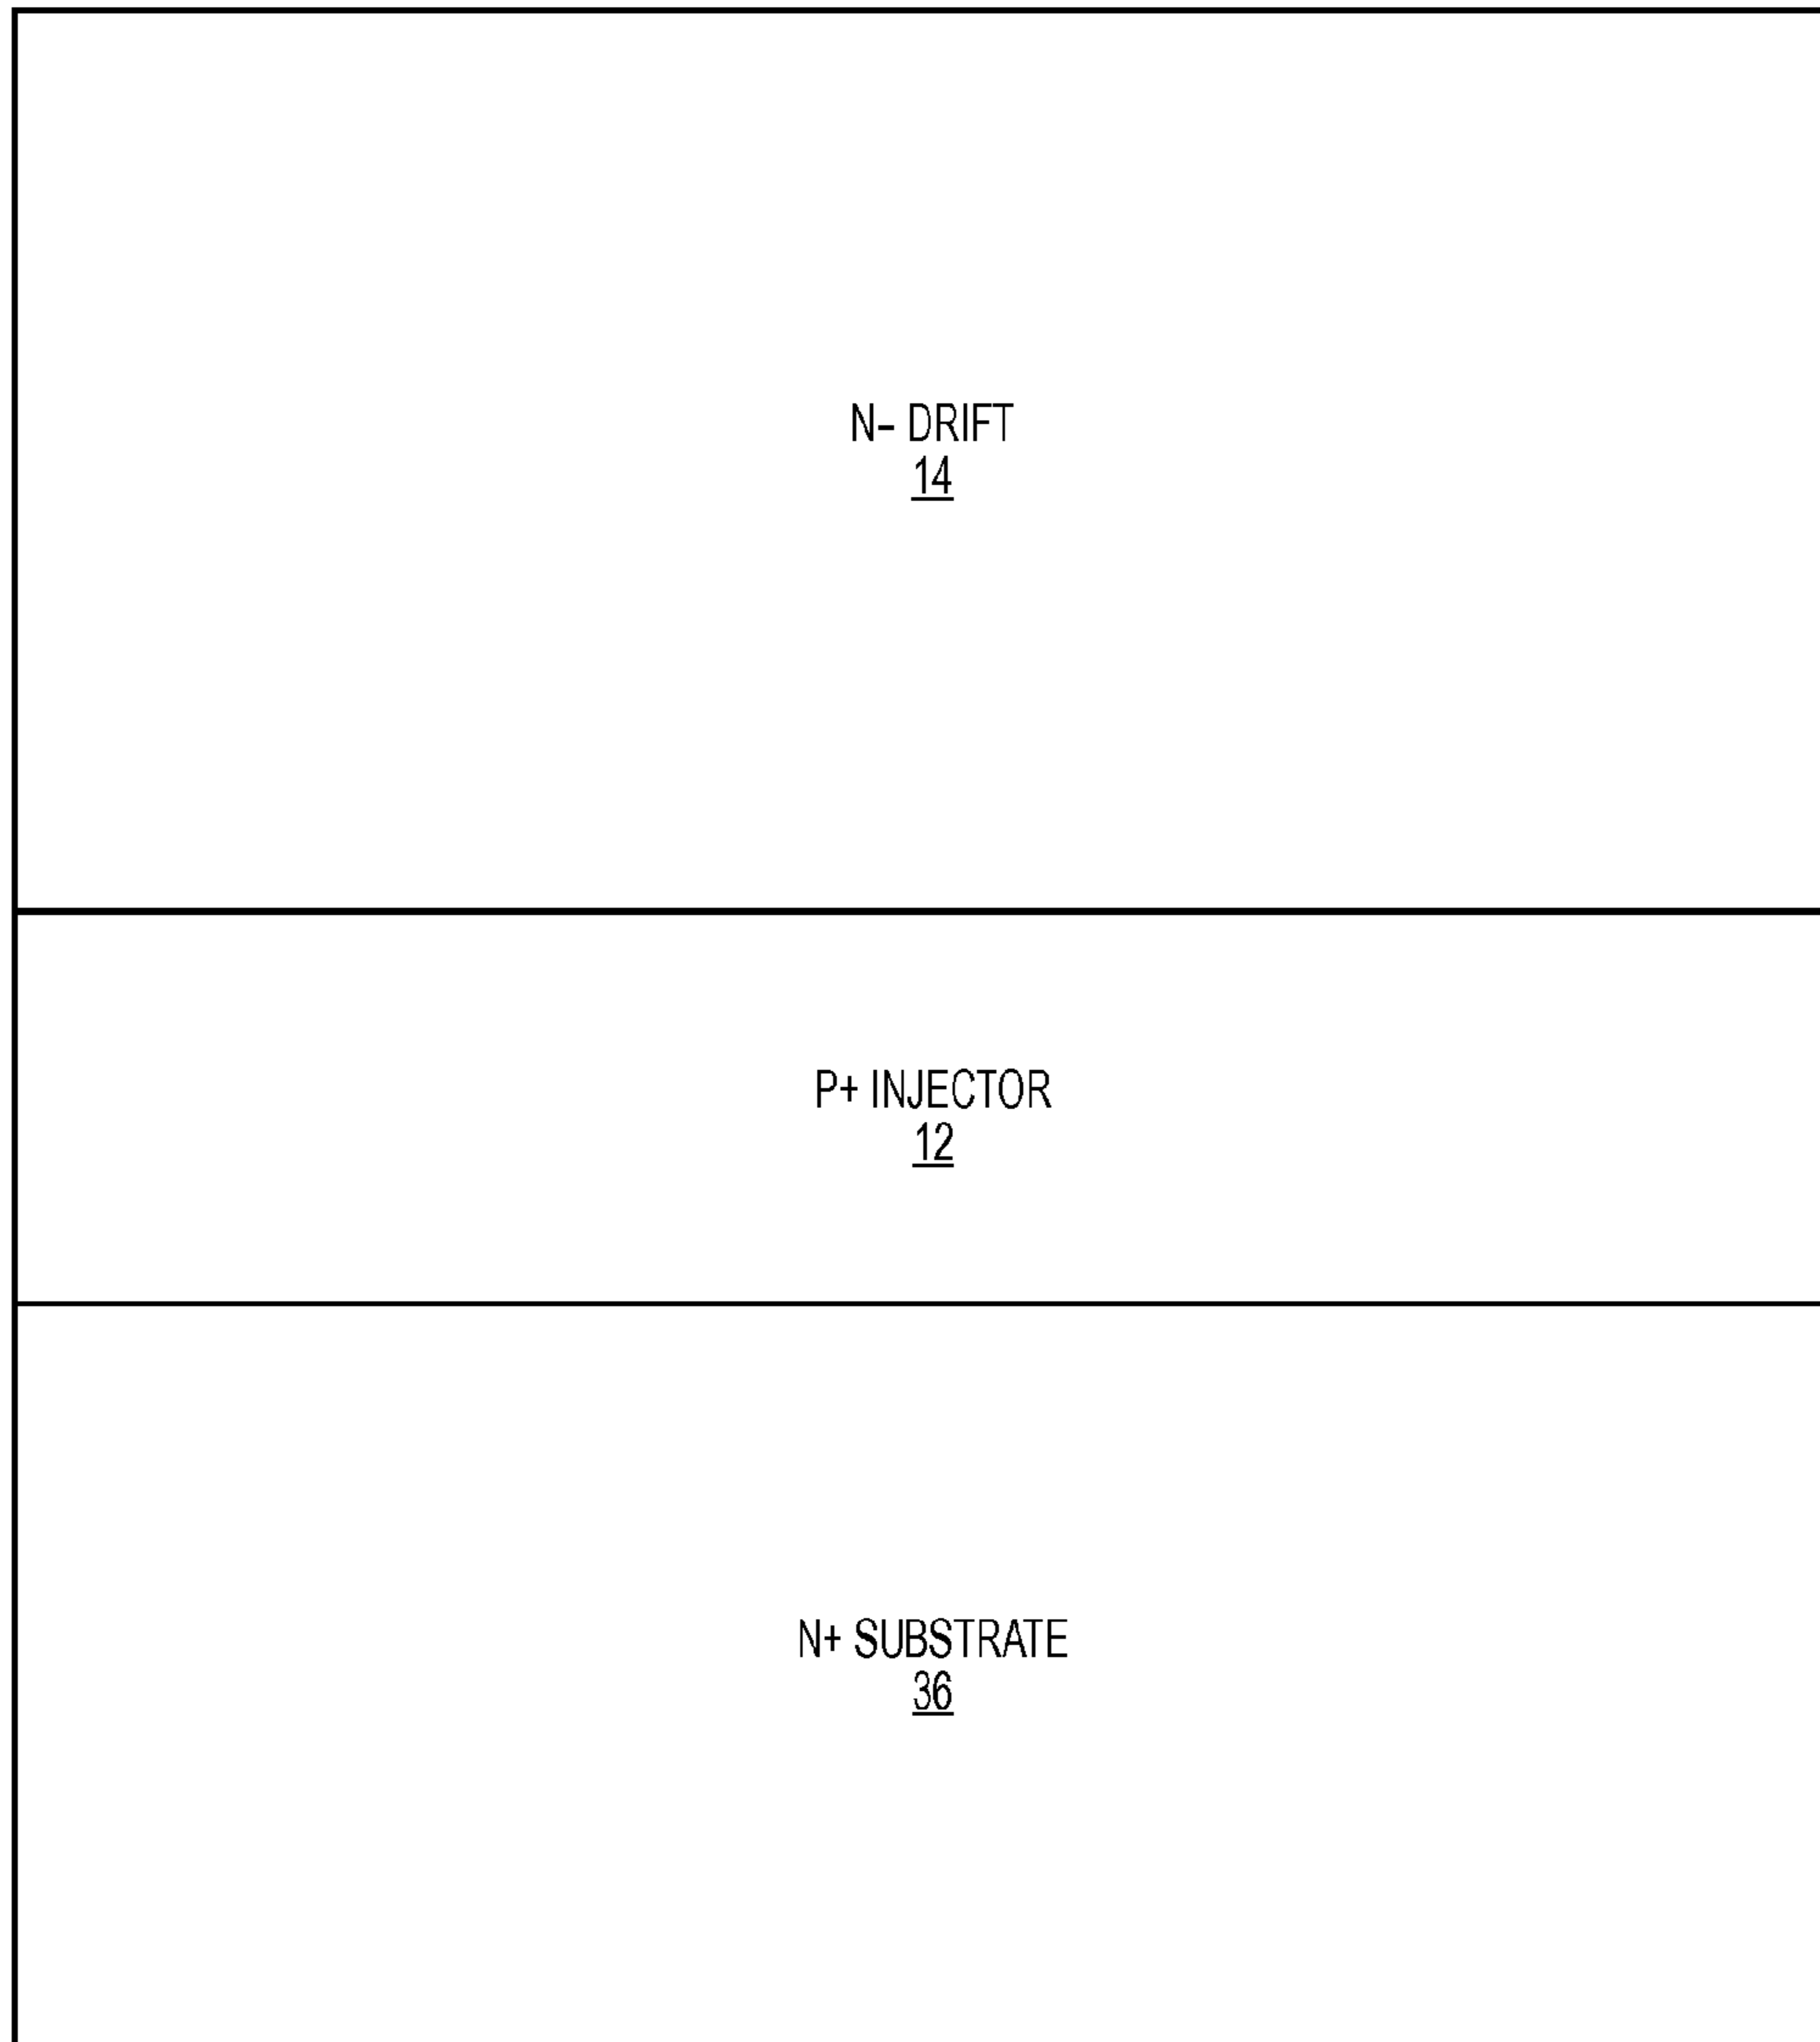 N- DRIFT
14
P+ INJECTOR
12
N+ SUBSTRATE
36